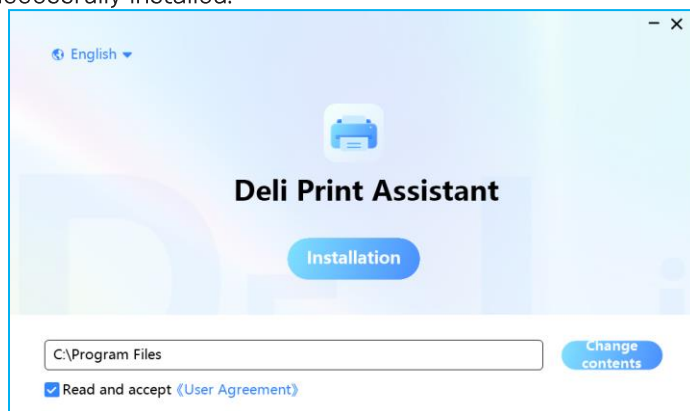 successfully installed.
English
Deli Print Assistant
Installation
C:\Program Files
Change
contents
Read and accept 《User Agreement》